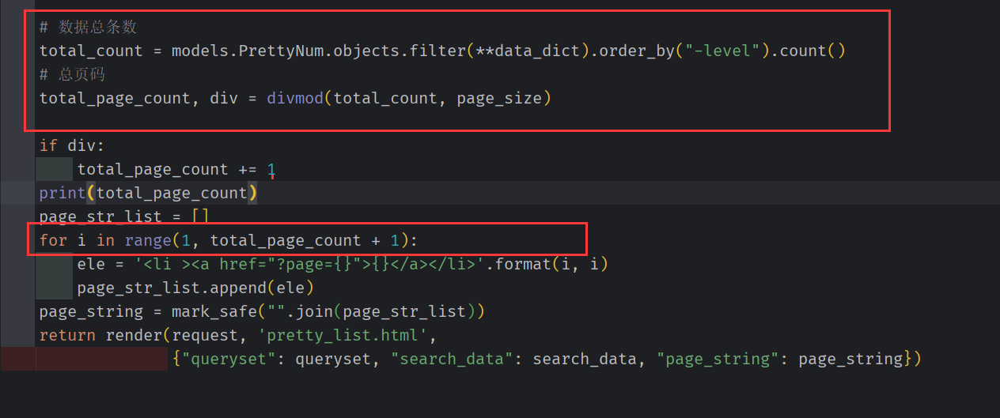 # 数据总条数
total_count = models.PrettyNum.objects.filter(**data_dict).order_by("-level").count()
# 总页码
total_page_count, div = divmod(total_count, page_size)
if div:
    total_page_count += 1
print(total_page_count)
page_str_list = []
for i in range(1, total_page_count + 1):
    ele = '<li ><a href="?page={}">{}</a></li>'.format(i, i)
    page_str_list.append(ele)
page_string = mark_safe("".join(page_str_list))
return render(request, 'pretty_list.html',
              {"queryset": queryset, "search_data": search_data, "page_string": page_string})